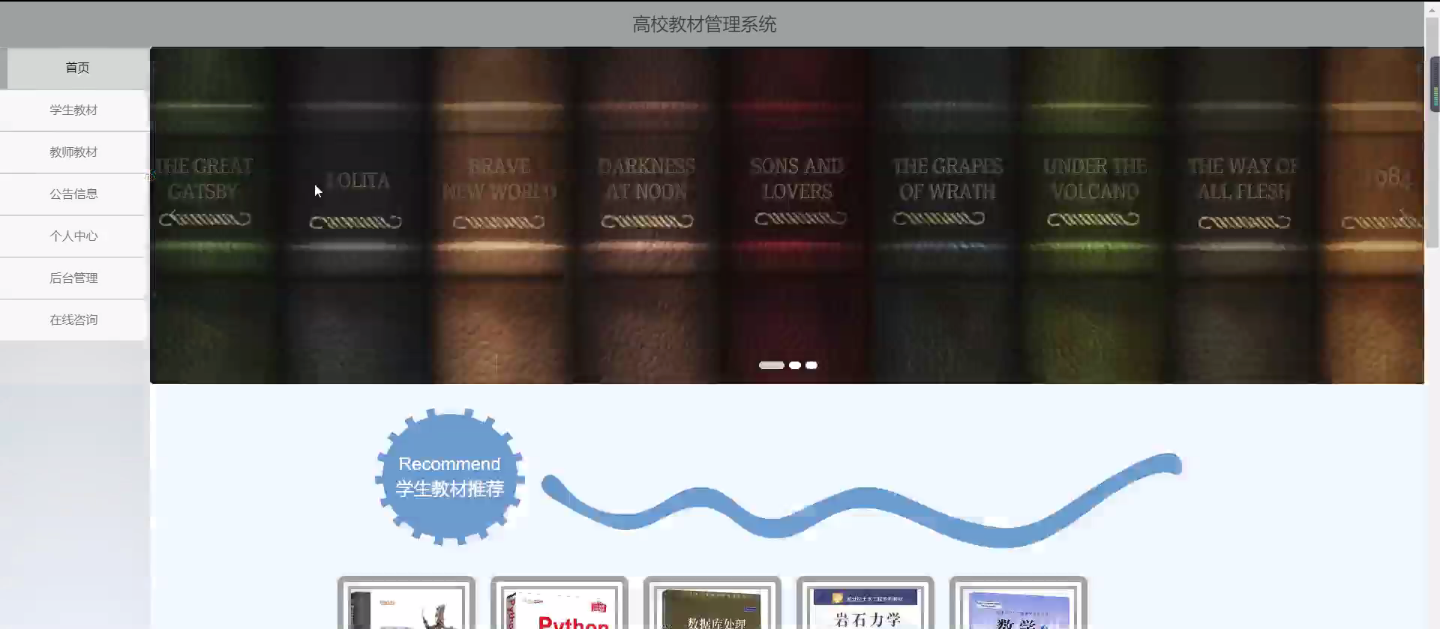 高校教材管理系统
首页
学生教材
教师教材
公告信息
个人中心
后台管理
在线咨询
THE GREAT
GATSBY
LOLITA
BRAVE
NEW WORLD
DARKNESS
AT NOON
SONS AND
LOVERS
THE GRAPES
OF WRATH
UNDER THE
VOLCANO
THE WAY OF
ALL FLESH
Recommend
学生教材推荐
Python
数据库处理
岩石力学
数学